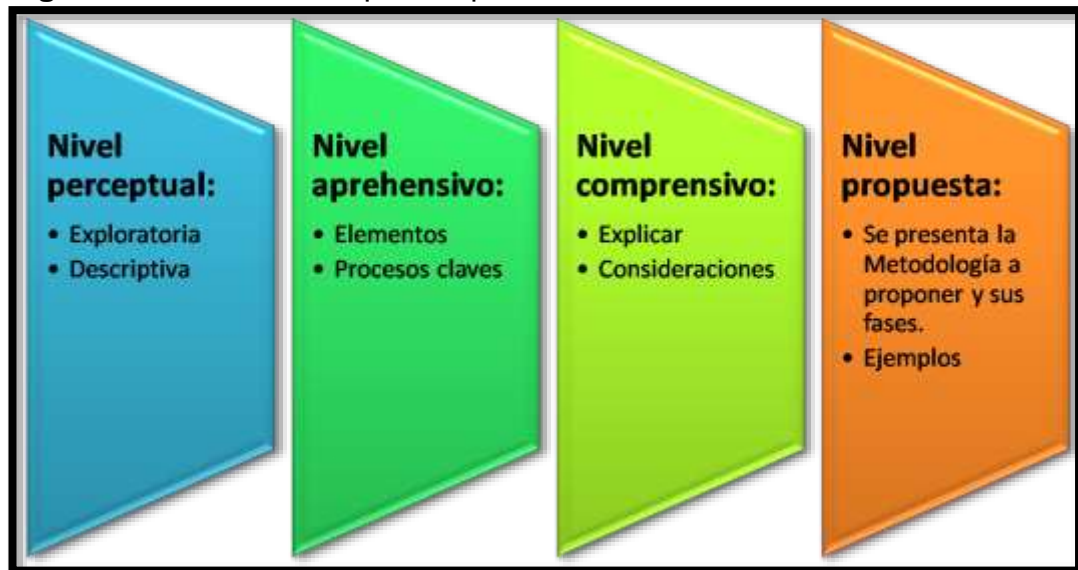 Nivel
perceptual:
• Exploratoria
• Descriptiva
Nivel
aprehensivo:
• Elementos
• Procesos claves
Nivel
comprensivo:
• Explicar
• Consideraciones
Nivel
propuesta:
• Se presenta la
Metodología a
proponer y sus
fases.
• Ejemplos